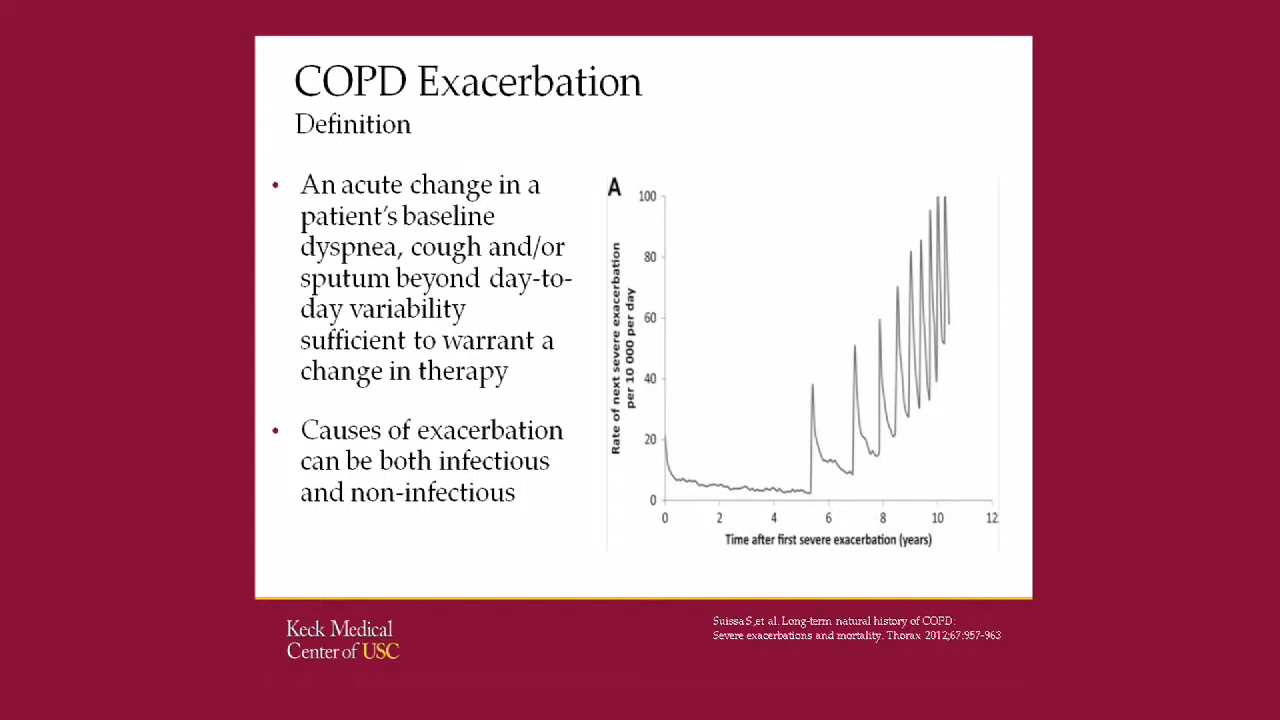 COPD Exacerbation
Definition
• An acute change in a
patient's baseline
dyspnea, cough and/or
sputum beyond day-to-
day variability
sufficient to warrant a
change in therapy
• Causes of exacerbation
can be both infectious
and non-infectious
A
Rate of next severe exacerbation
per 10 000 per day
100
80
60
40
20
0
0 2 4 6 8 10 12
Time after first severe exacerbation (years)
Keck Medical
Center of USC
Suissa S,et al. Long-term natural history of COPD:
Severe exacerbations and mortality. Thorax 2012;67:957-963